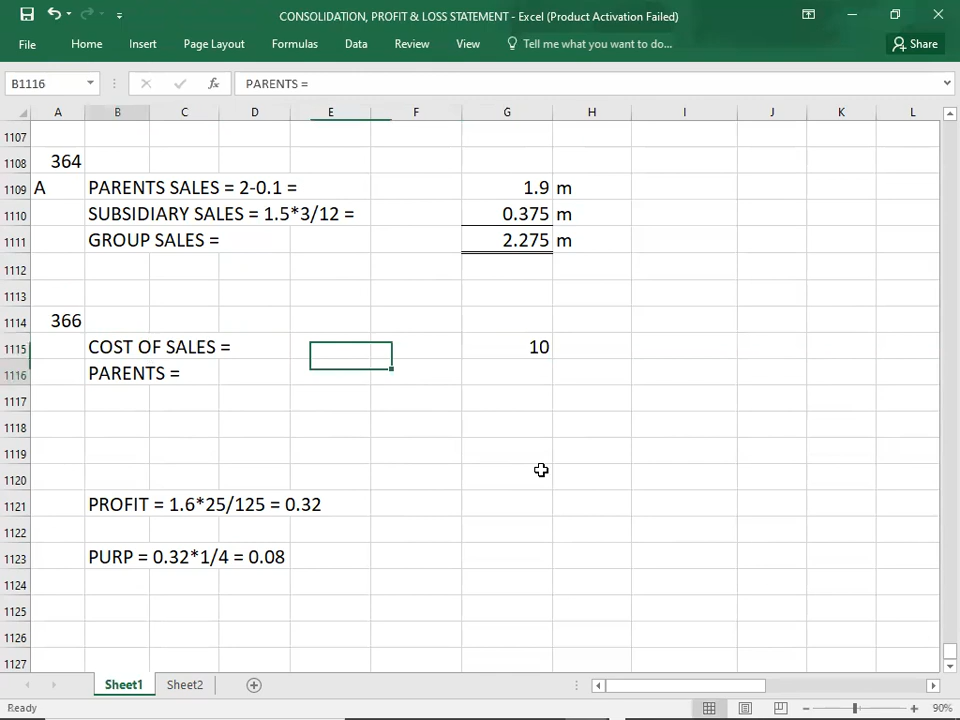 CONSOLIDATION, PROFIT & LOSS STATEMENT - Excel (Product Activation Failed)
File Home Insert Page Layout Formulas Data Review View Tell me what you want to do... Share
B1116 fx PARENTS =
A B C D E F G H I J K L
1107
1108 364
1109 A PARENTS SALES = 2-0.1 = 1.9 m
1110 SUBSIDIARY SALES = 1.5*3/12 = 0.375 m
1111 GROUP SALES = 2.275 m
1112
1113
1114 366
1115 COST OF SALES = 10
1116 PARENTS =
1117
1118
1119
1120
1121 PROFIT = 1.6*25/125 = 0.32
1122
1123 PURP = 0.32*1/4 = 0.08
1124
1125
1126
1127
Sheet1 Sheet2
Ready 90%